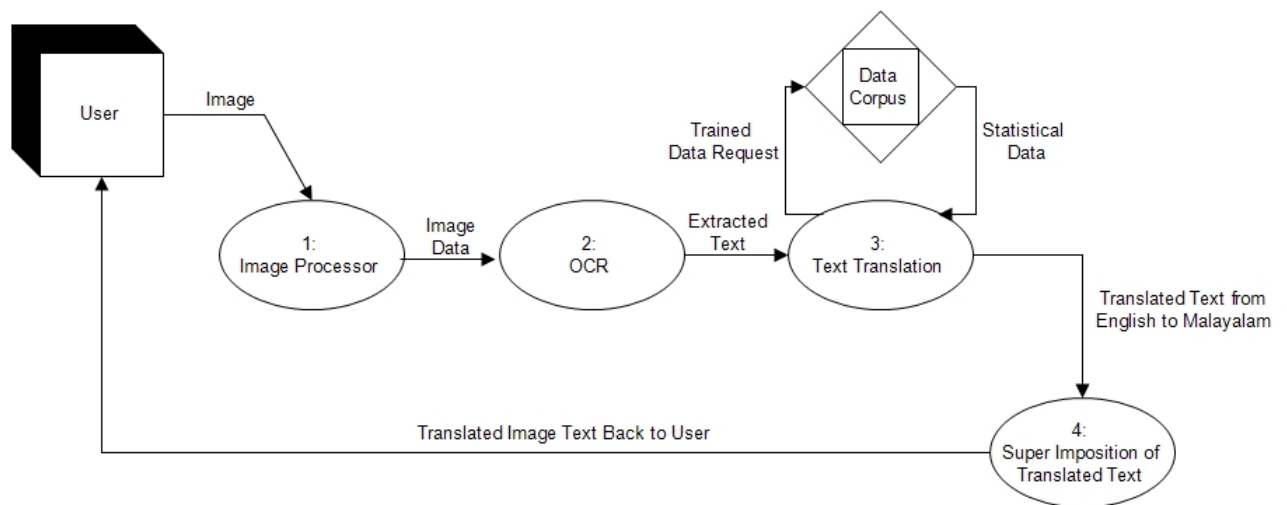 User
Image
Data
Corpus
Trained
Data Request
Statistical
Data
1:
Image Processor
Image
Data
2:
OCR
Extracted
Text
3:
Text Translation
Translated Text from
English to Malayalam
4:
Super Imposition of
Translated Text
Translated Image Text Back to User